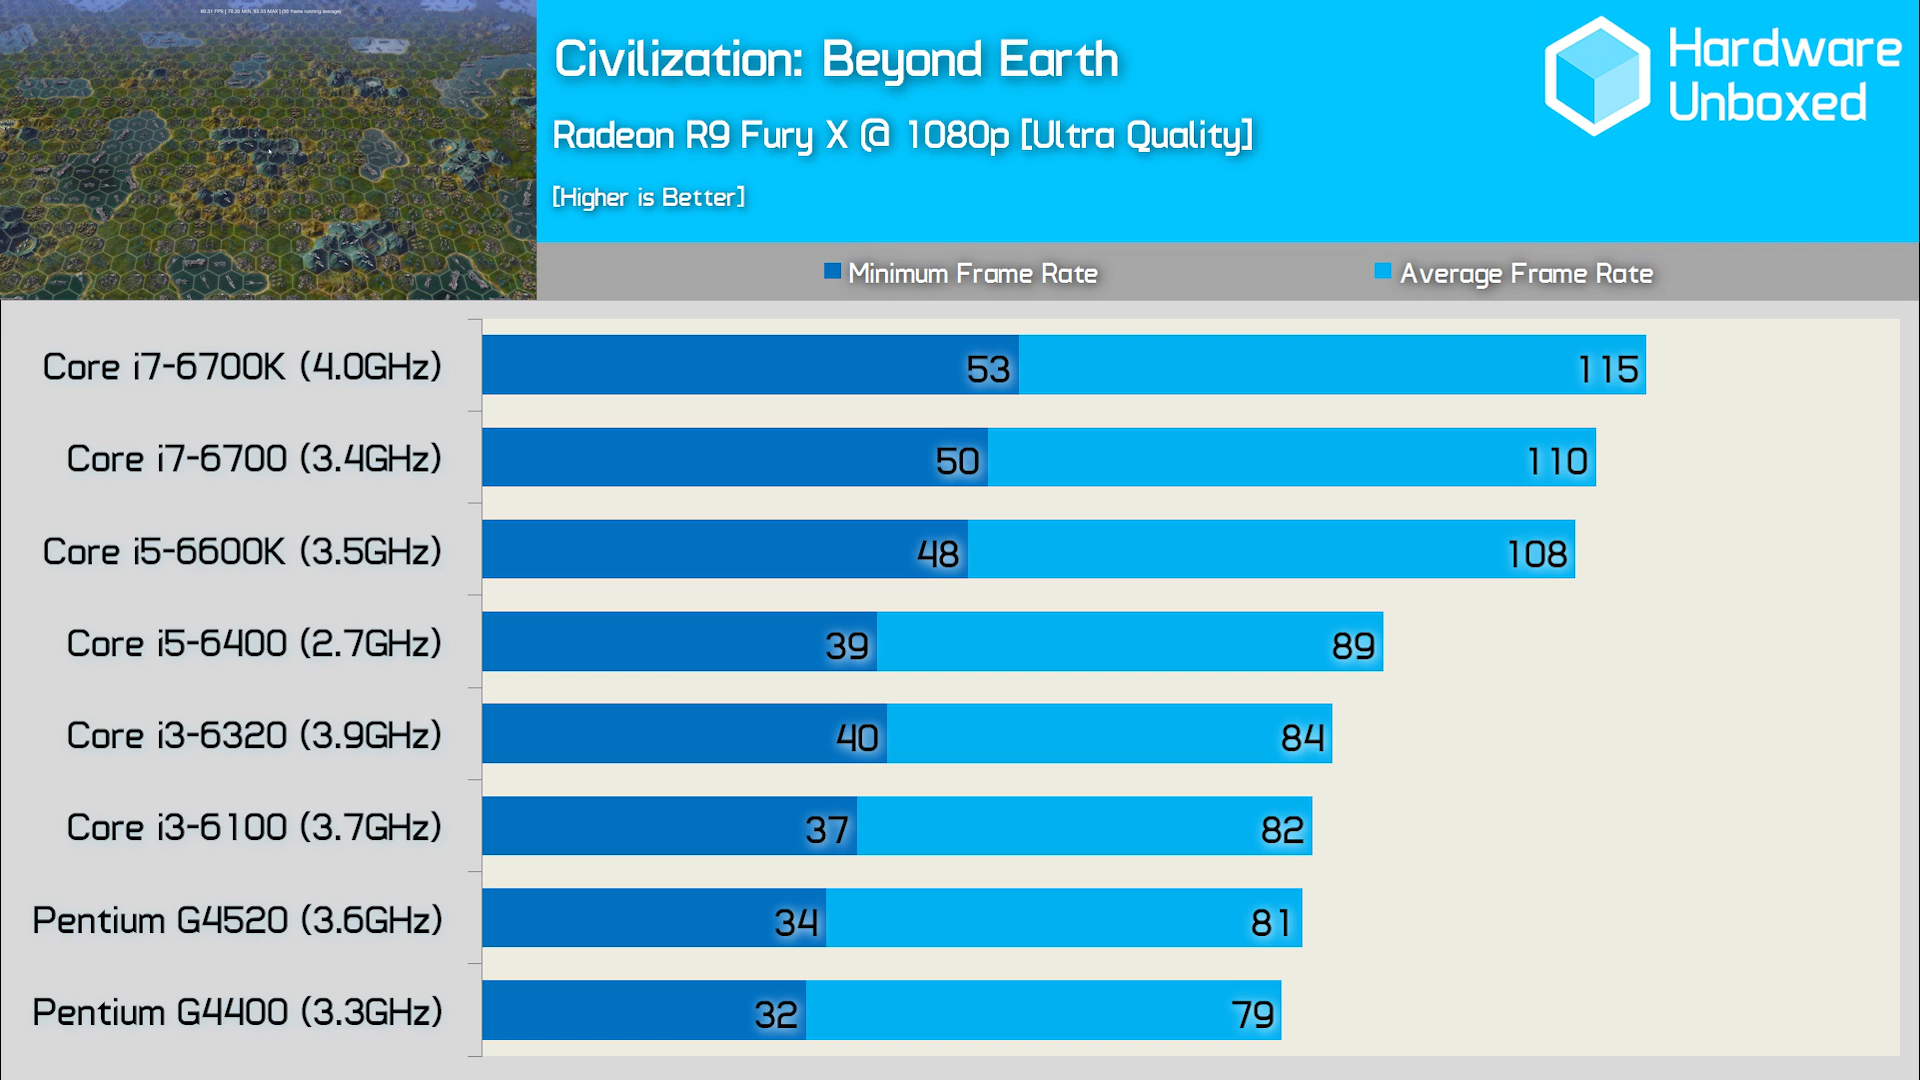 Civilization: Beyond Earth
Radeon R9 Fury X @ 1080p [Ultra Quality]
[Higher is Better]
Hardware
Unboxed
Minimum Frame Rate
Average Frame Rate
Core i7-6700K (4.0GHz) 53 115
Core i7-6700 (3.4GHz) 50 110
Core i5-6600K (3.5GHz) 48 108
Core i5-6400 (2.7GHz) 39 89
Core i3-6320 (3.9GHz) 40 84
Core i3-6100 (3.7GHz) 37 82
Pentium G4520 (3.6GHz) 34 81
Pentium G4400 (3.3GHz) 32 79